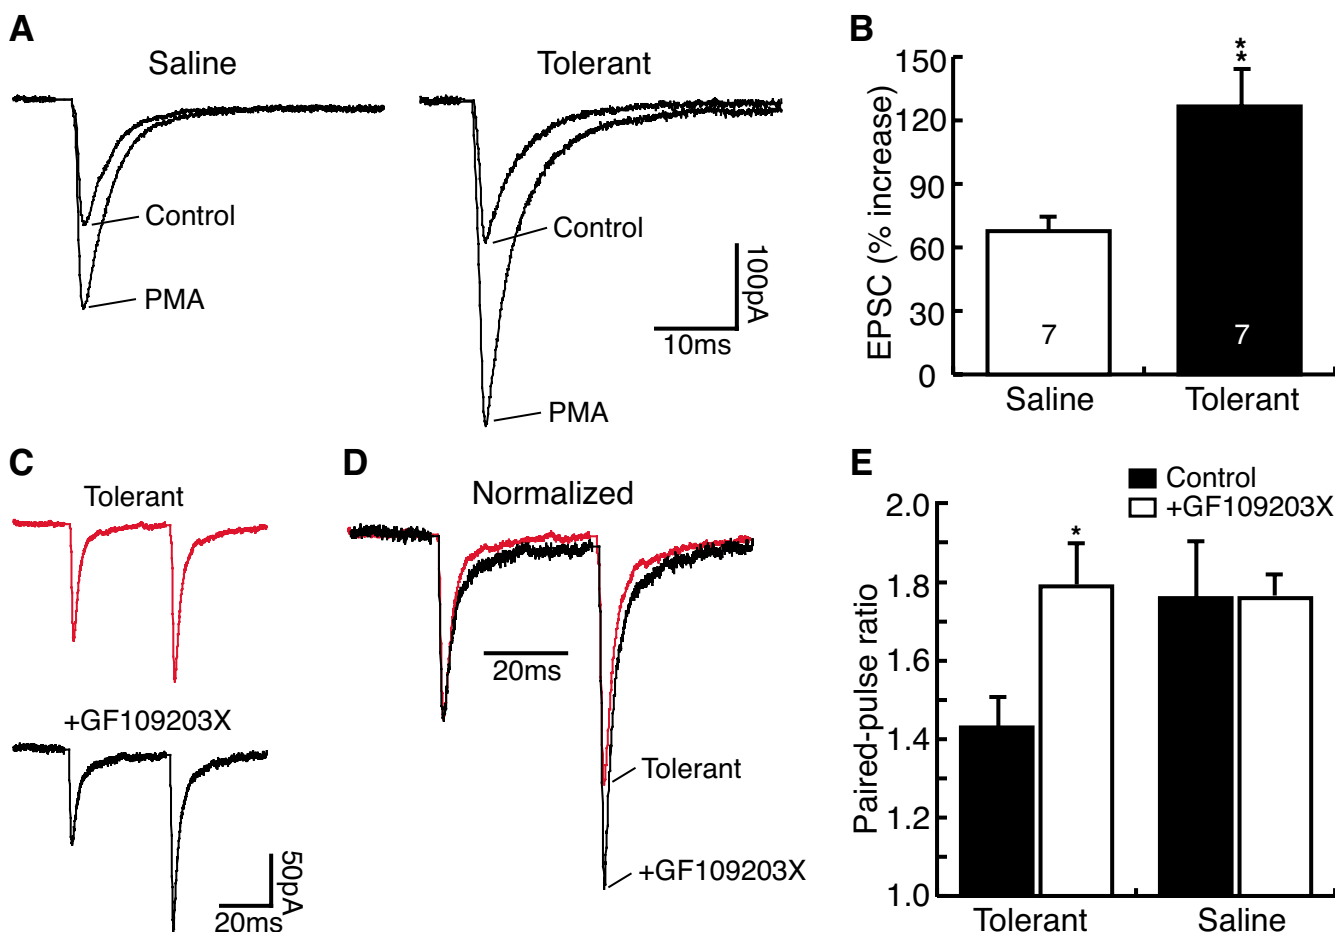 A
Saline
Tolerant
Control
PMA
Control
PMA
100pA
10ms
B
EPSC (% increase)
150
120
90
60
30
0
**
7
7
Saline
Tolerant
C
Tolerant
+GF109203X
50pA
20ms
D
Normalized
20ms
Tolerant
+GF109203X
E
Control
+GF109203X
Paired-pulse ratio
2.0
1.8
1.6
1.4
1.2
1.0
*
Tolerant
Saline